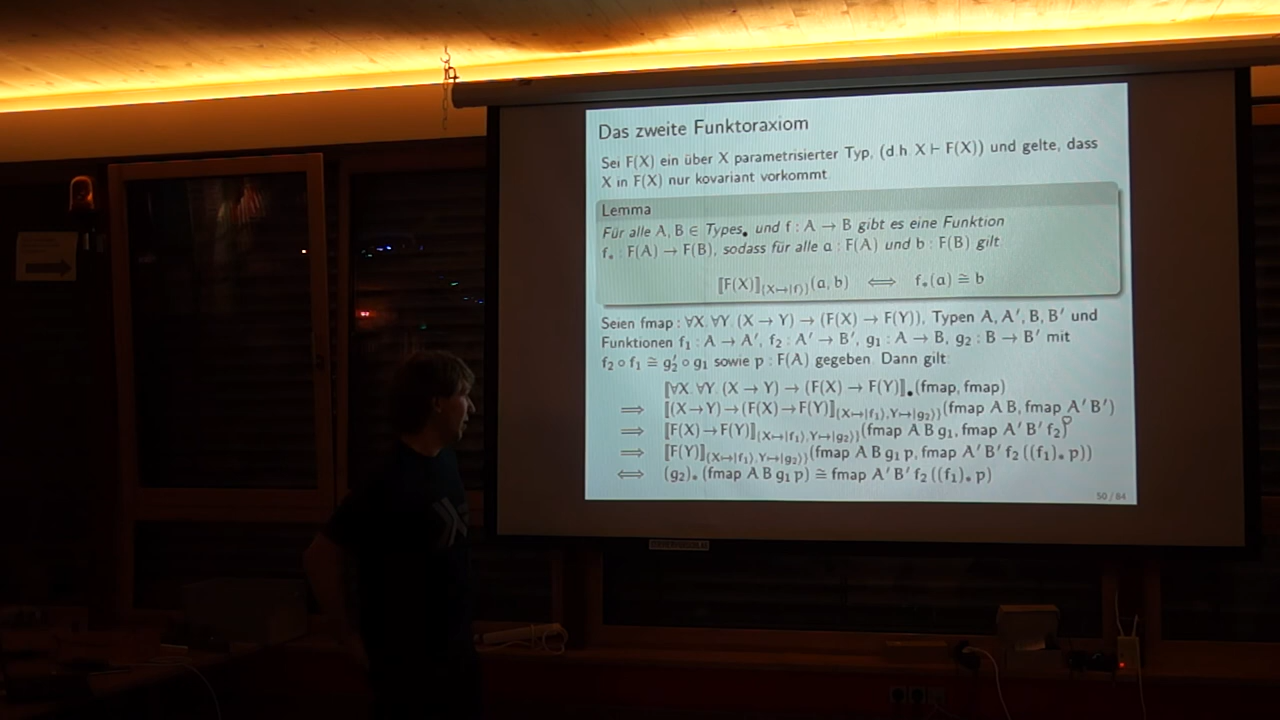 Das zweite Funktoraxiom
Sei F(X) ein über X parametrisierter Typ, (d.h. X ⊢ F(X)) und gelte, dass
X in F(X) nur kovariant vorkommt.
Lemma
Für alle A, B ∈ Types• und f : A → B gibt es eine Funktion
f∗ : F(A) → F(B), sodass für alle a : F(A) und b : F(B) gilt
⟦F(X)⟧{X↦|f⟩}(a, b) ⟺ f∗(a) ≅ b
Seien fmap : ∀X. ∀Y. (X → Y) → (F(X) → F(Y)), Typen A, A′, B, B′ und
Funktionen f₁ : A → A′, f₂ : A′ → B′, g₁ : A → B, g₂ : B → B′ mit
f₂ ∘ f₁ ≅ g₂′ ∘ g₁ sowie p : F(A) gegeben. Dann gilt:
⟦∀X. ∀Y. (X → Y) → (F(X) → F(Y)⟧•(fmap, fmap)
⟹ ⟦(X→Y)→(F(X)→F(Y)⟧{X↦|f₁⟩,Y↦|g₂⟩}(fmap A B, fmap A′ B′)
⟹ ⟦F(X)→F(Y)⟧{X↦|f₁⟩,Y↦|g₂⟩}(fmap A B g₁, fmap A′ B′ f₂)
⟹ ⟦F(Y)⟧{X↦|f₁⟩,Y↦|g₂⟩}(fmap A B g₁ p, fmap A′ B′ f₂ ((f₁)∗ p))
⟺ (g₂)∗ (fmap A B g₁ p) ≅ fmap A′ B′ f₂ ((f₁)∗ p)
50 / 84